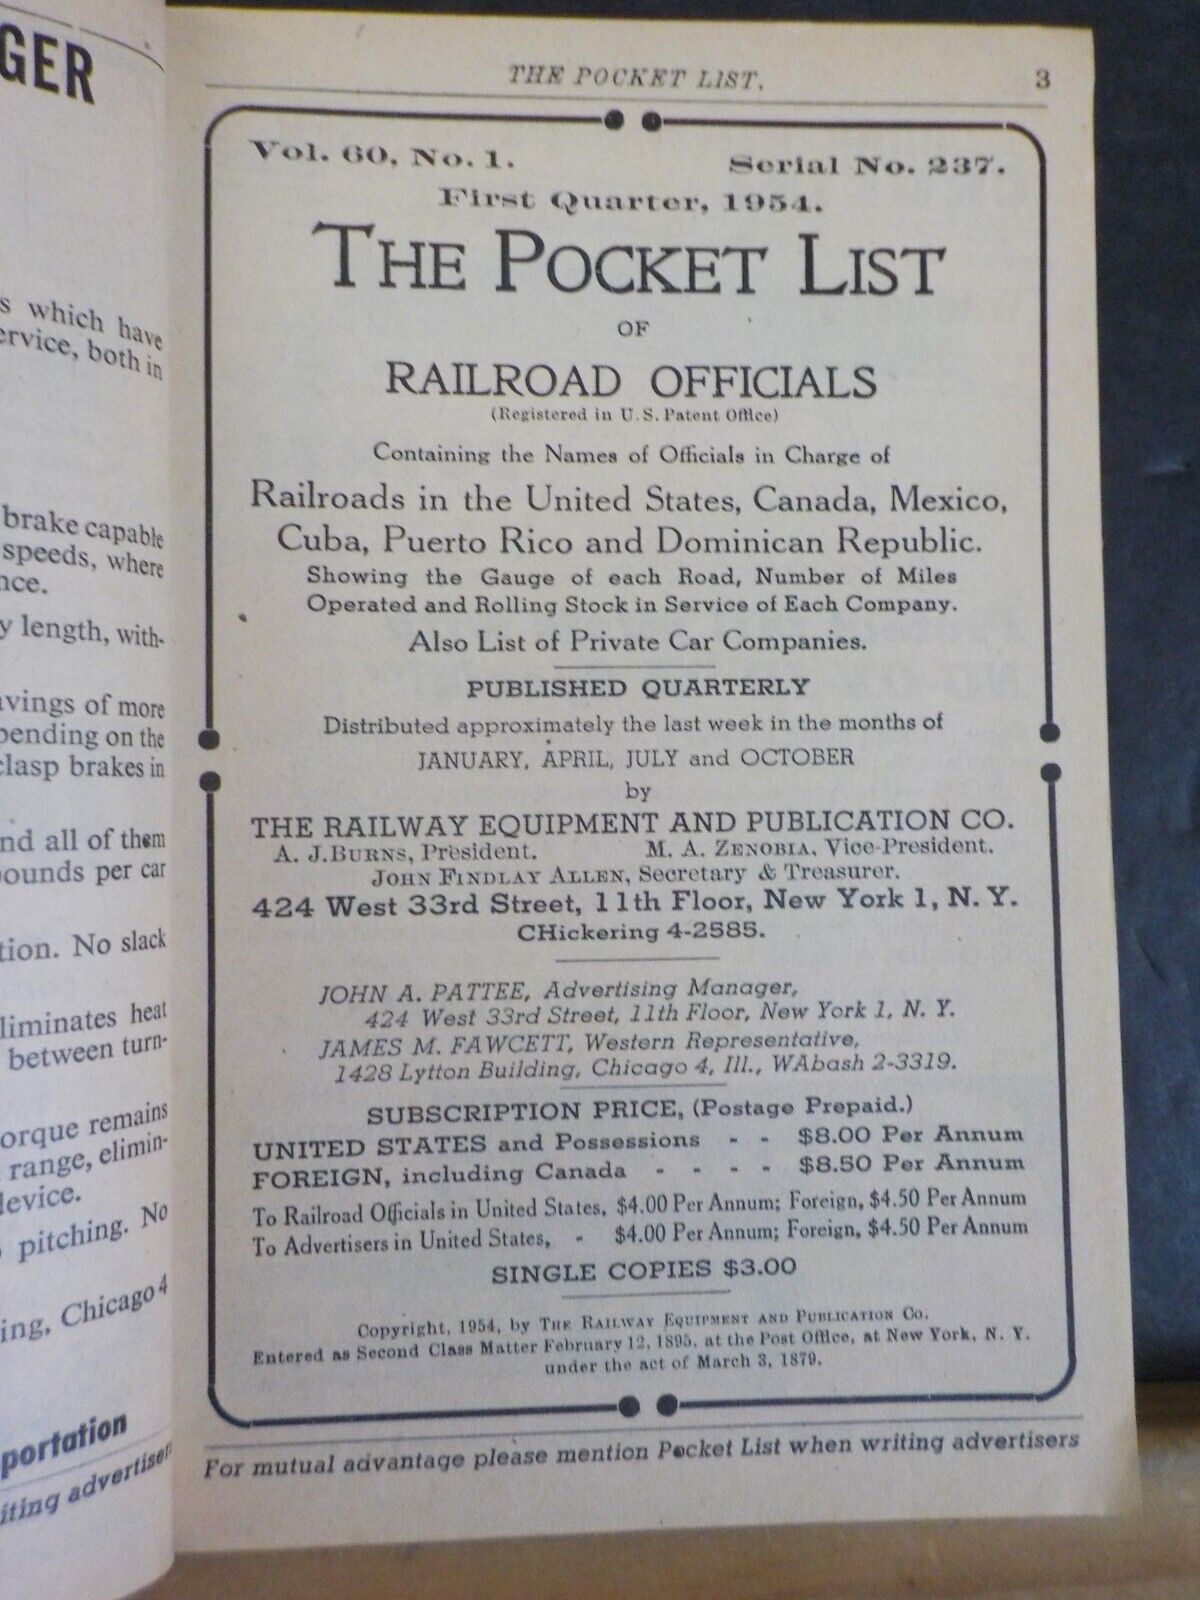 GER
s which have
ervice, both in
brake capable
speeds, where
nce.
y length, with-
avings of more
pending on the
clasp brakes in
nd all of them
pounds per car
tion. No slack
liminates heat
between turn-
orque remains
range, elimin-
device.
pitching. No
ing, Chicago 4
portation
iting advertisers
THE POCKET LIST.
3
Vol. 60, No. 1.
Serial No. 237.
First Quarter, 1954.
THE POCKET LIST
OF
RAILROAD OFFICIALS
(Registered in U.S. Patent Office)
Containing the Names of Officials in Charge of
Railroads in the United States, Canada, Mexico,
Cuba, Puerto Rico and Dominican Republic.
Showing the Gauge of each Road, Number of Miles
Operated and Rolling Stock in Service of Each Company.
Also List of Private Car Companies.
PUBLISHED QUARTERLY
Distributed approximately the last week in the months of
JANUARY, APRIL, JULY and OCTOBER
by
THE RAILWAY EQUIPMENT AND PUBLICATION CO.
A. J. BURNS, President. M. A. ZENOBIA, Vice-President.
JOHN FINDLAY ALLEN, Secretary & Treasurer.
424 West 33rd Street, 11th Floor, New York 1, N. Y.
CHickering 4-2585.
JOHN A. PATTEE, Advertising Manager,
424 West 33rd Street, 11th Floor, New York 1, N. Y.
JAMES M. FAWCETT, Western Representative,
1428 Lytton Building, Chicago 4, Ill., WAbash 2-3319.
SUBSCRIPTION PRICE, (Postage Prepaid.)
UNITED STATES and Possessions - - $8.00 Per Annum
FOREIGN, including Canada - - - - $8.50 Per Annum
To Railroad Officials in United States, $4.00 Per Annum; Foreign, $4.50 Per Annum
To Advertisers in United States, - $4.00 Per Annum; Foreign, $4.50 Per Annum
SINGLE COPIES $3.00
Copyright, 1954, by THE RAILWAY EQUIPMENT AND PUBLICATION CO.
Entered as Second Class Matter February 12, 1895, at the Post Office, at New York, N. Y.
under the act of March 3, 1879.
For mutual advantage please mention Pocket List when writing advertisers